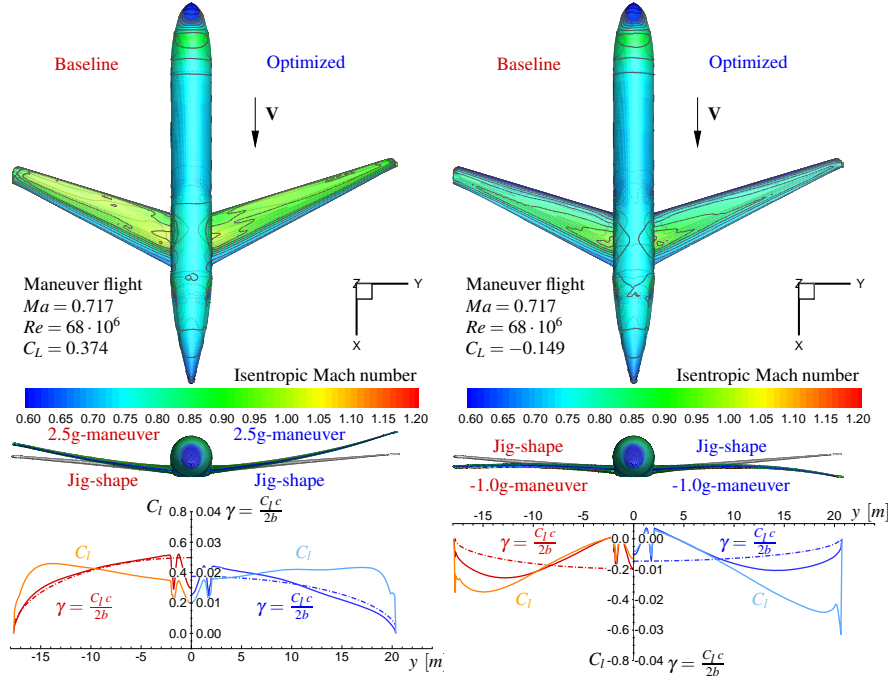 Baseline
Optimized
V
Maneuver flight
Ma = 0.717
Re = 68 · 10⁶
C_L = 0.374
Z
Y
X
Isentropic Mach number
0.60 0.65 0.70 0.75 0.80 0.85 0.90 0.95 1.00 1.05 1.10 1.15 1.20
2.5g-maneuver
2.5g-maneuver
Jig-shape
Jig-shape
C_l
γ = C_l c / 2b
0.8 0.04
0.6 0.03
0.4 0.02
0.2 0.01
0.0 0.00
C_l
C_l
γ = C_l c / 2b
γ = C_l c / 2b
-15 -10 -5 0 5 10 15 20
y [m]
Baseline
Optimized
V
Maneuver flight
Ma = 0.717
Re = 68 · 10⁶
C_L = −0.149
Z
Y
X
Isentropic Mach number
0.60 0.65 0.70 0.75 0.80 0.85 0.90 0.95 1.00 1.05 1.10 1.15 1.20
Jig-shape
Jig-shape
-1.0g-maneuver
-1.0g-maneuver
y [m]
-15 -10 -5 0 5 10 15 20
γ = C_l c / 2b
γ = C_l c / 2b
C_l
C_l
0.0 0.00
-0.2 -0.01
-0.4 -0.02
-0.6 -0.03
-0.8 -0.04
C_l
γ = C_l c / 2b